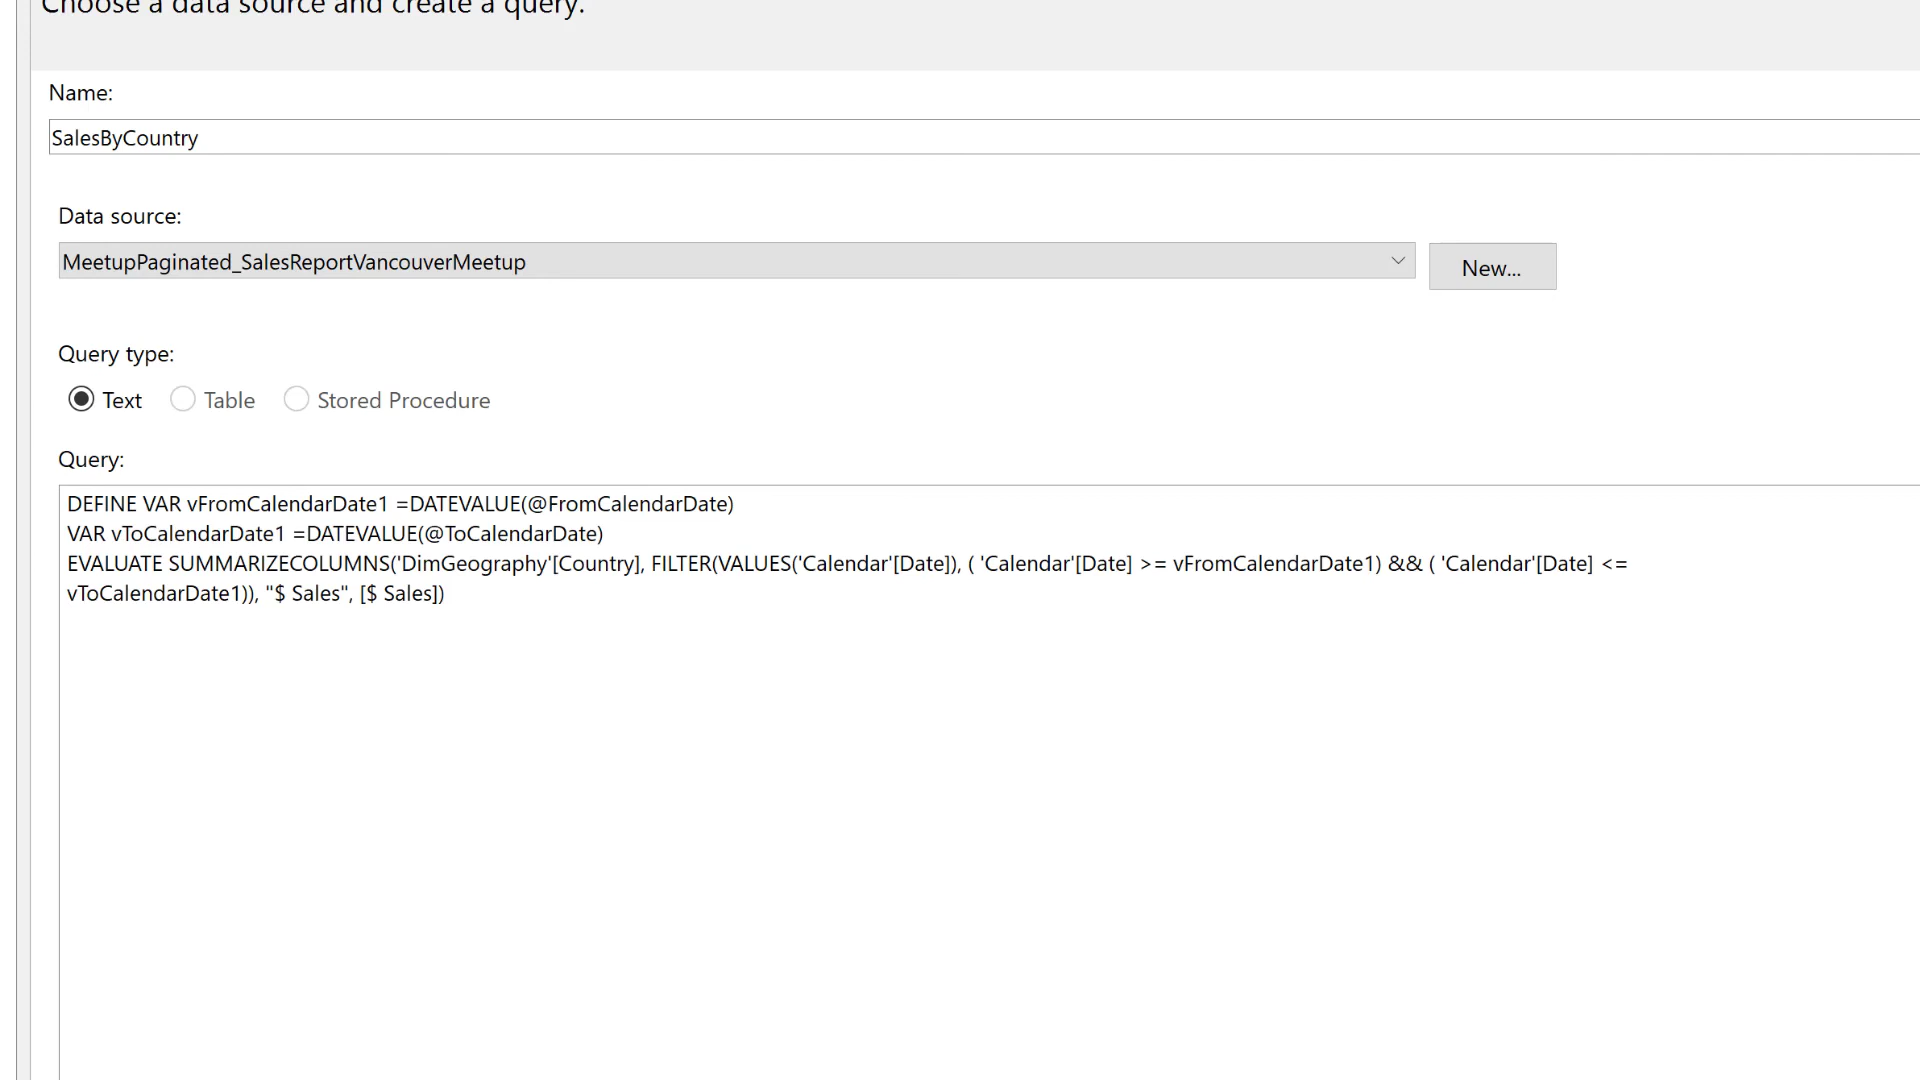 Choose a data source and create a query.
Name:
SalesByCountry
Data source:
MeetupPaginated_SalesReportVancouverMeetup
New...
Query type:
Text
Table
Stored Procedure
Query:
DEFINE VAR vFromCalendarDate1 =DATEVALUE(@FromCalendarDate)
VAR vToCalendarDate1 =DATEVALUE(@ToCalendarDate)
EVALUATE SUMMARIZECOLUMNS('DimGeography'[Country], FILTER(VALUES('Calendar'[Date]), ( 'Calendar'[Date] >= vFromCalendarDate1) && ( 'Calendar'[Date] <=
vToCalendarDate1)), "$ Sales", [$ Sales])